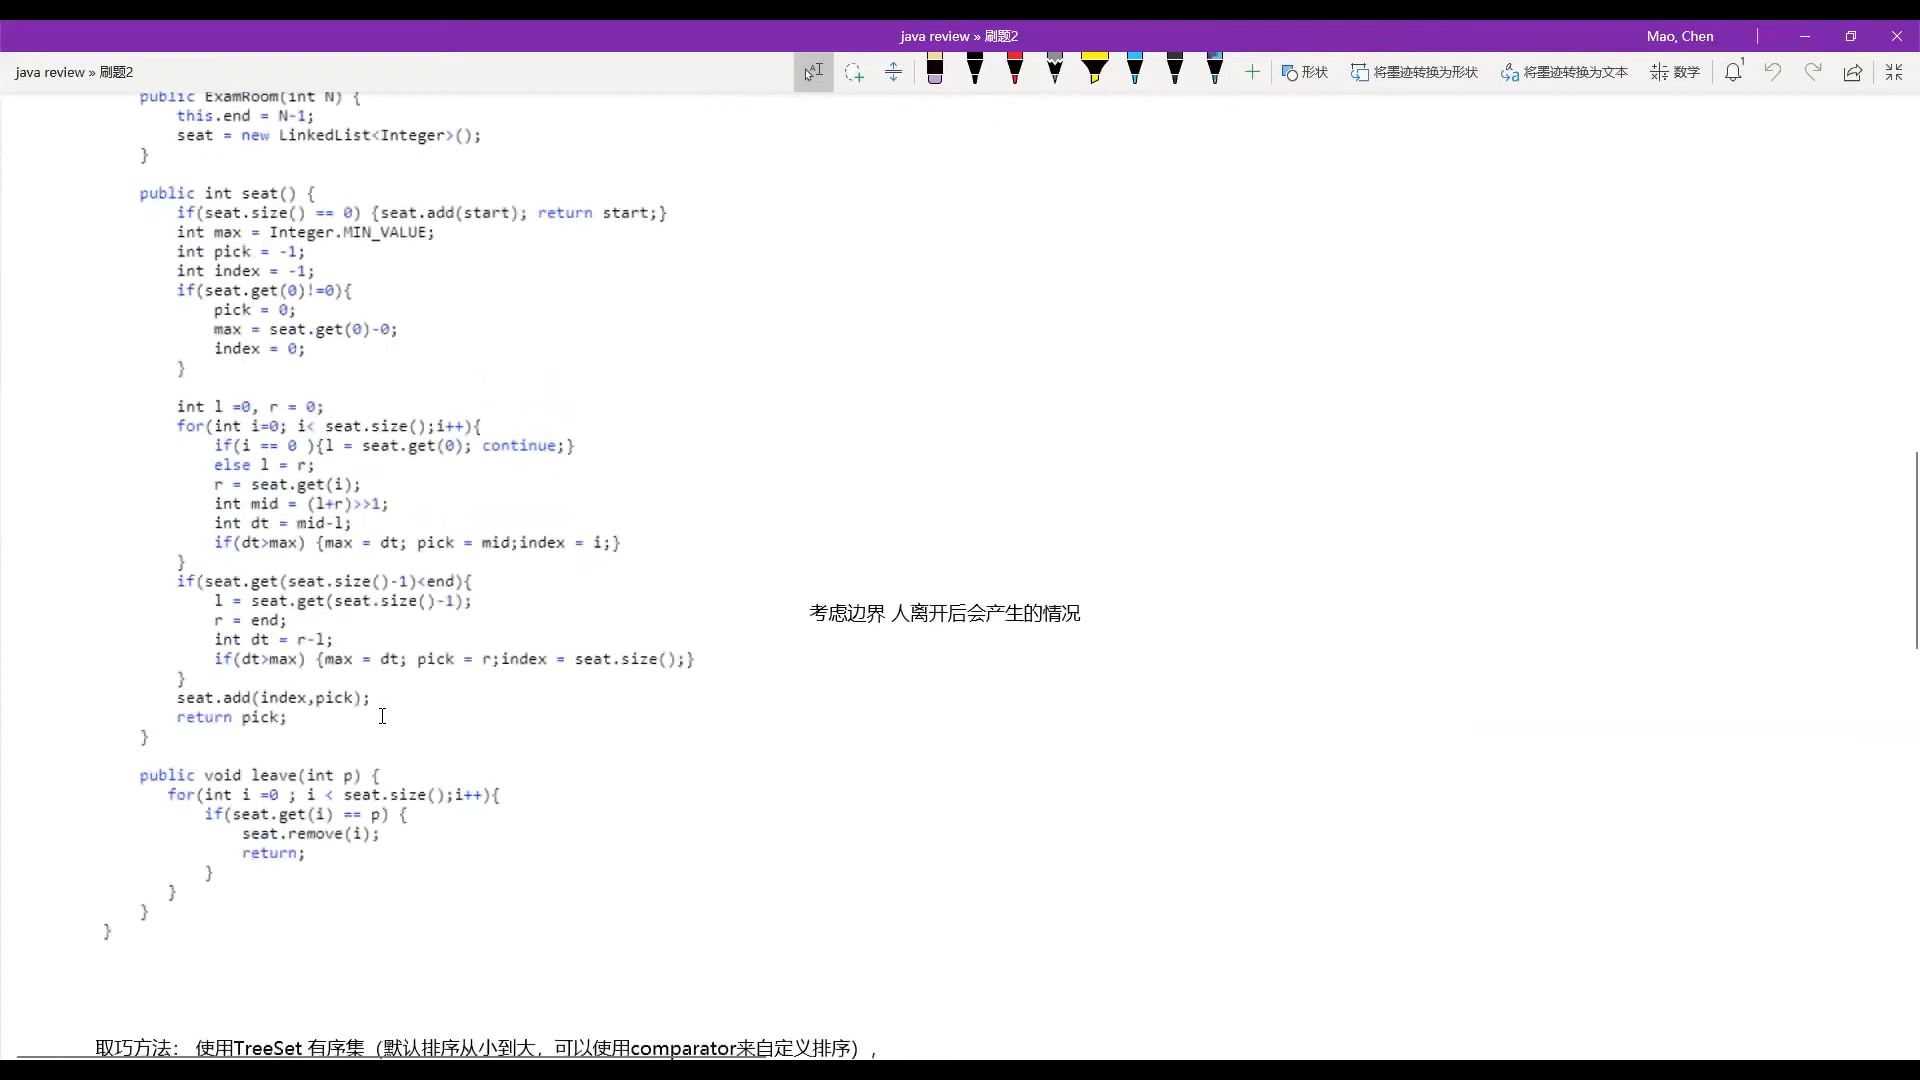 java review » 刷题2
Mao, Chen
java review » 刷题2
形状
将墨迹转换为形状
将墨迹转换为文本
数学
1
public ExamRoom(int N) {
this.end = N-1;
seat = new LinkedList<Integer>();
}
public int seat() {
if(seat.size() == 0) {seat.add(start); return start;}
int max = Integer.MIN_VALUE;
int pick = -1;
int index = -1;
if(seat.get(0)!=0){
pick = 0;
max = seat.get(0)-0;
index = 0;
}
int l =0, r = 0;
for(int i=0; i< seat.size();i++){
if(i == 0 ){l = seat.get(0); continue;}
else l = r;
r = seat.get(i);
int mid = (l+r)>>1;
int dt = mid-l;
if(dt>max) {max = dt; pick = mid;index = i;}
}
if(seat.get(seat.size()-1)<end){
l = seat.get(seat.size()-1);
r = end;
int dt = r-l;
if(dt>max) {max = dt; pick = r;index = seat.size();}
}
seat.add(index,pick);
return pick;
}
考虑边界 人离开后会产生的情况
public void leave(int p) {
for(int i =0 ; i < seat.size();i++){
if(seat.get(i) == p) {
seat.remove(i);
return;
}
}
}
}
取巧方法： 使用TreeSet 有序集（默认排序从小到大，可以使用comparator来自定义排序），